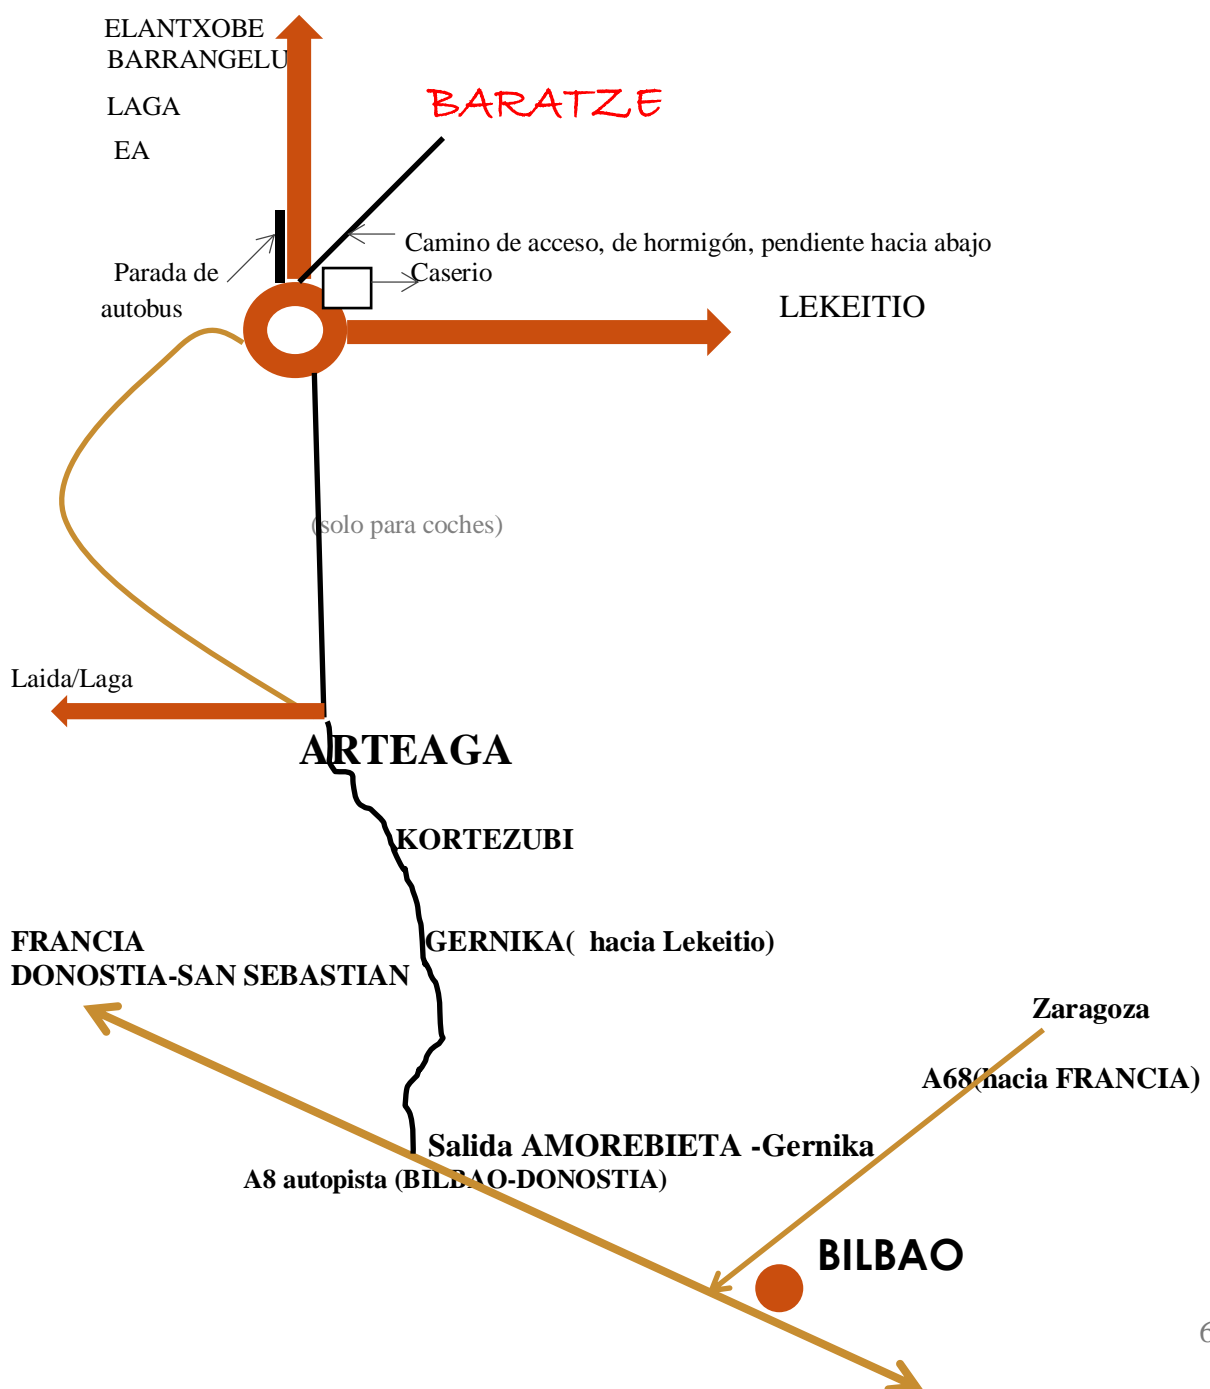 ELANTXOBE
BARRANGELU
LAGA
BARATZE
EA
Camino de acceso, de hormigón, pendiente hacia abajo
Parada de
autobus
Caserio
LEKEITIO
(solo para coches)
Laida/Laga
ARTEAGA
KORTEZUBI
FRANCIA
DONOSTIA-SAN SEBASTIAN
GERNIKA( hacia Lekeitio)
Zaragoza
A68(hacia FRANCIA)
Salida AMOREBIETA -Gernika
A8 autopista (BILBAO-DONOSTIA)
BILBAO
6